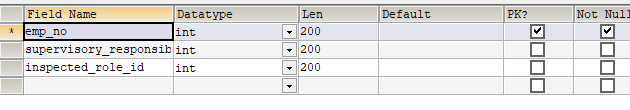 Field Name Datatype Len Default PK? Not Null
* emp_no int 200
supervisory_responsib int 200
inspected_role_id int 200